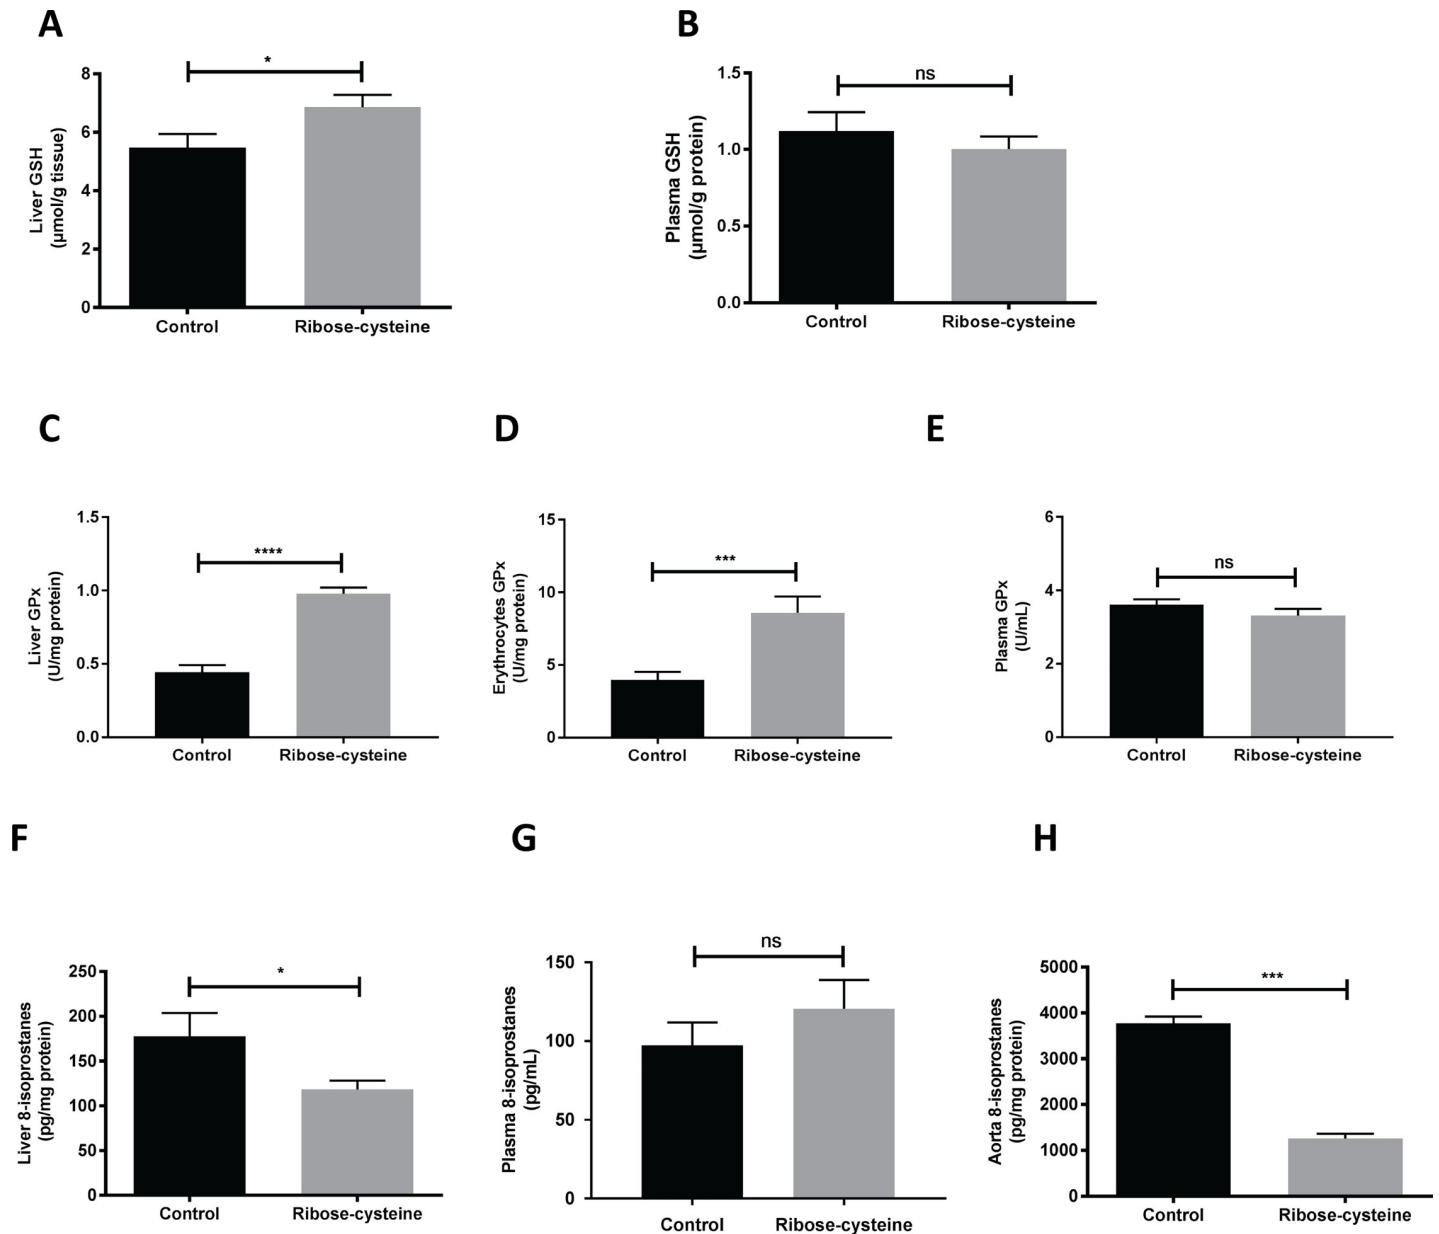 A
Liver GSH
(µmol/g tissue)
8
6
4
2
0
*
Control
Ribose-cysteine
B
Plasma GSH
(µmol/g protein)
1.5
1.0
0.5
0.0
ns
Control
Ribose-cysteine
C
Liver GPx
(U/mg protein)
1.5
1.0
0.5
0.0
****
Control
Ribose-cysteine
D
Erythrocytes GPx
(U/mg protein)
15
10
5
0
***
Control
Ribose-cysteine
E
Plasma GPx
(U/mL)
6
4
2
0
ns
Control
Ribose-cysteine
F
Liver 8-isoprostanes
(pg/mg protein)
250
200
150
100
50
0
*
Control
Ribose-cysteine
G
Plasma 8-isoprostanes
(pg/mL)
150
100
50
0
ns
Control
Ribose-cysteine
H
Aorta 8-isoprostanes
(pg/mg protein)
5000
4000
3000
2000
1000
0
***
Control
Ribose-cysteine